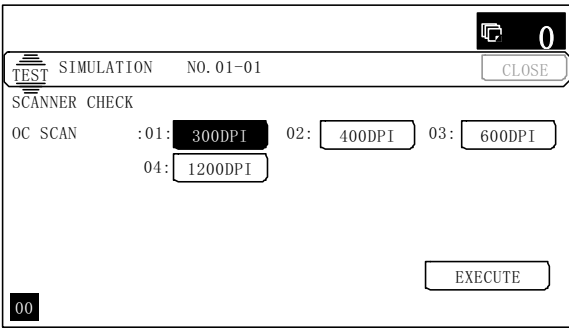 0
TEST SIMULATION NO.01-01 CLOSE
SCANNER CHECK
OC SCAN :01: 300DPI 02: 400DPI 03: 600DPI
04: 1200DPI
EXECUTE
00